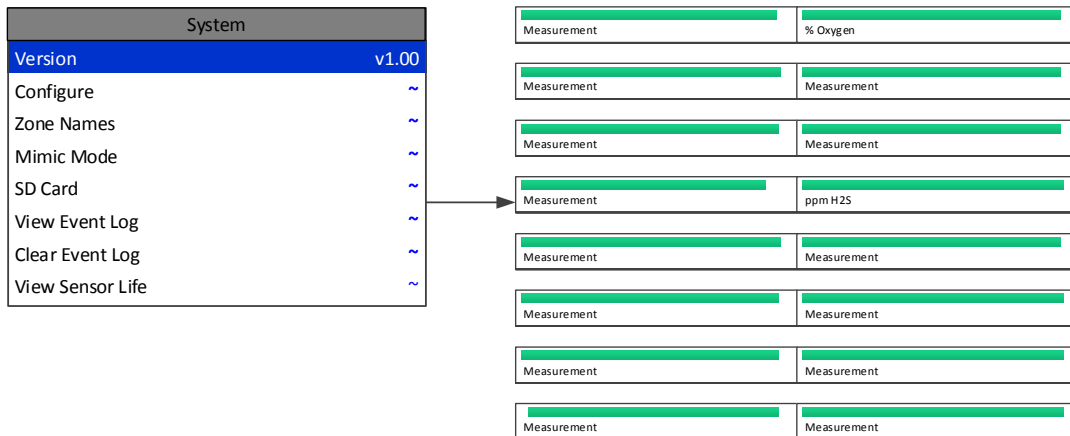 System
Version v1.00
Configure ~
Zone Names ~
Mimic Mode ~
SD Card ~
View Event Log ~
Clear Event Log ~
View Sensor Life ~
Measurement % Oxygen
Measurement Measurement
Measurement Measurement
Measurement ppm H2S
Measurement Measurement
Measurement Measurement
Measurement Measurement
Measurement Measurement